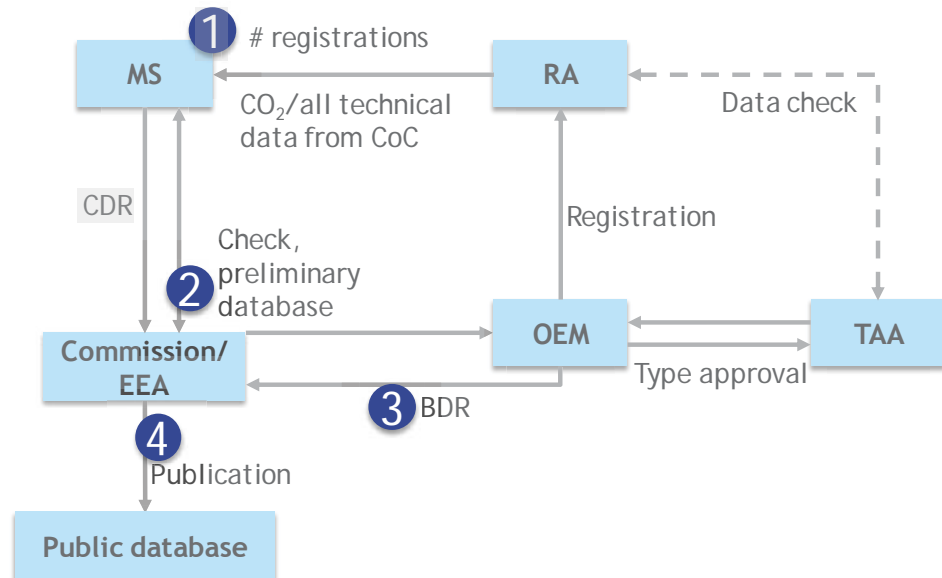 1
# registrations
MS
RA
CO₂/all technical
data from CoC
Data check
CDR
Registration
Check,
preliminary
database
2
Commission/
EEA
OEM
TAA
Type approval
3
BDR
4
Publication
Public database